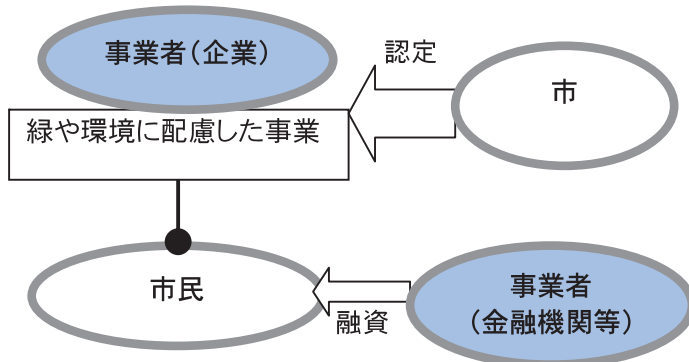 事業者（企業）
認定
市
緑や環境に配慮した事業
市民
融資
事業者
（金融機関等）